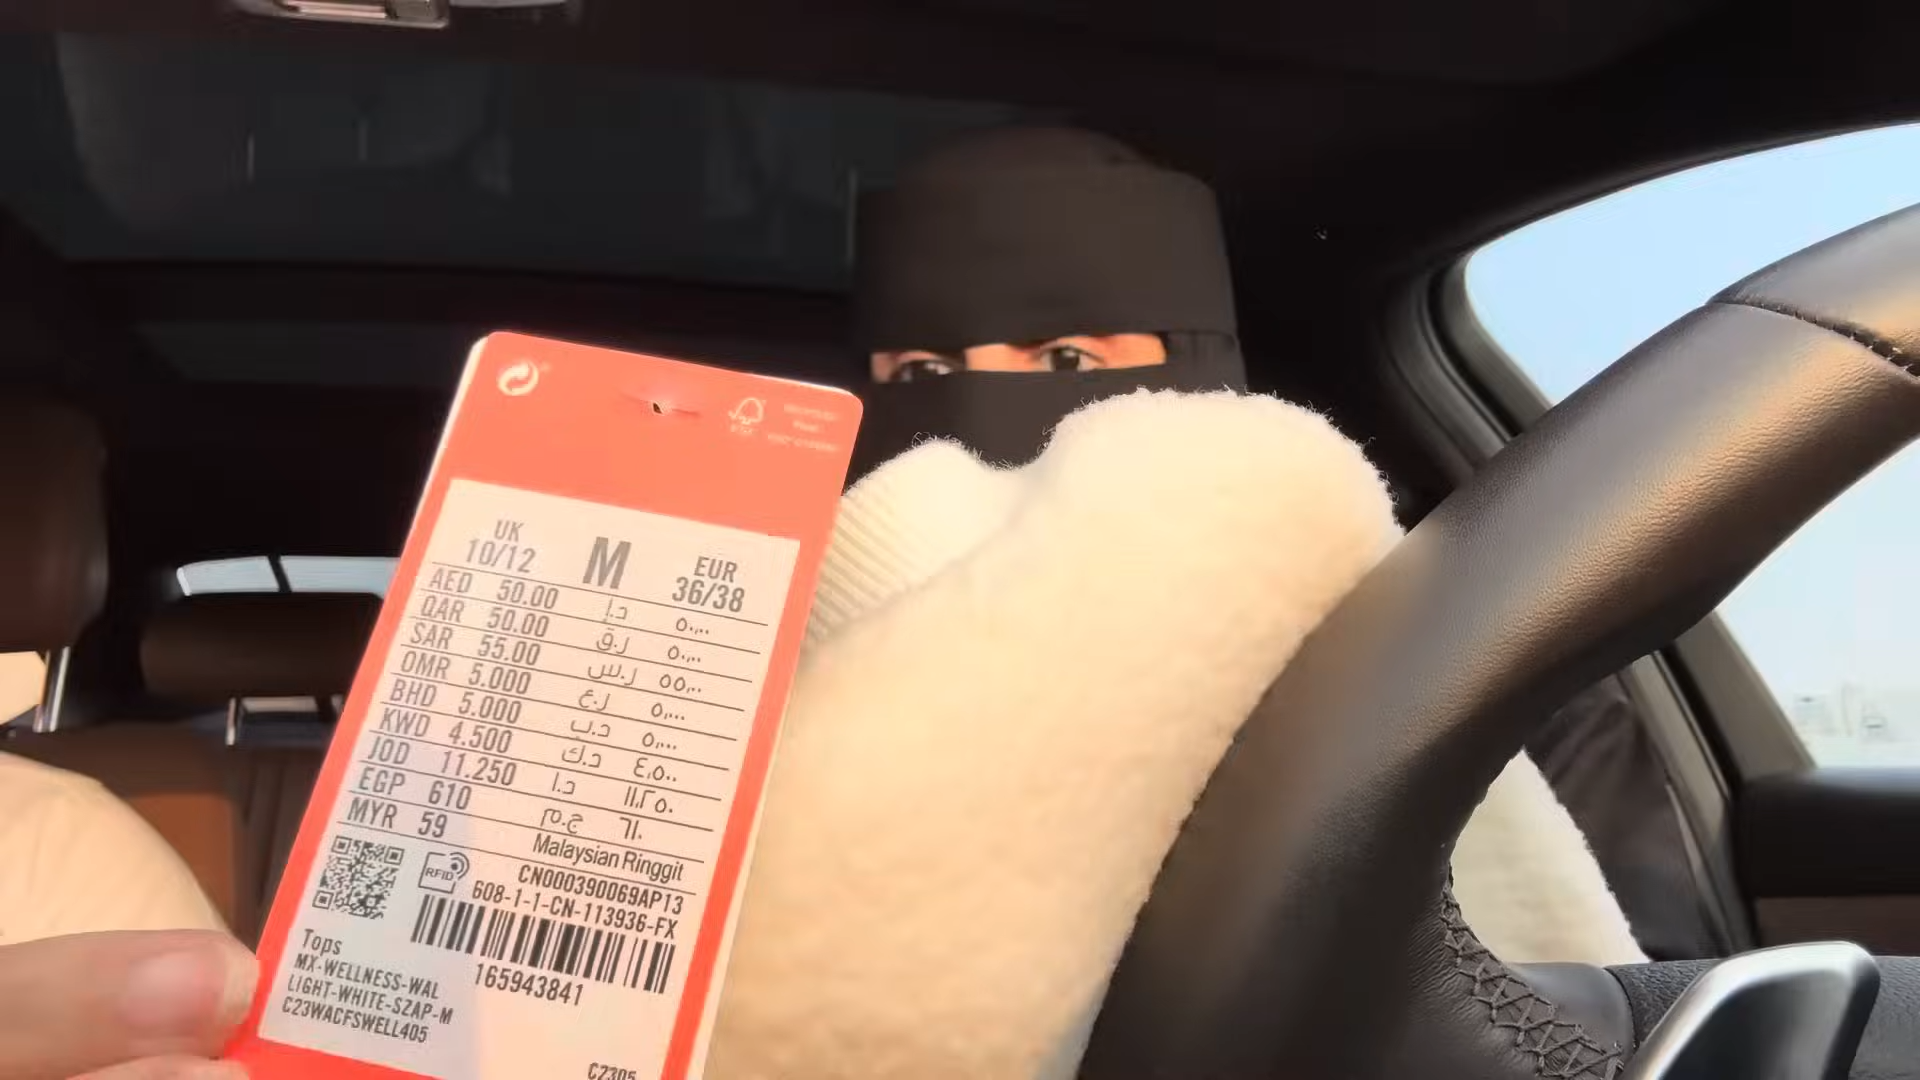 UK
10/12
M
EUR
36/38
AED 50.00 د.إ ٥٠,٠٠
QAR 50.00 ر.ق ٥٠,٠٠
SAR 55.00 ر.س ٥٥,٠٠
OMR 5.000 ر.ع ٥,٠٠٠
BHD 5.000 د.ب ٥,٠٠٠
KWD 4.500 د.ك ٤,٥٠٠
JOD 11.250 د.ا ١١,٢٥٠
EGP 610 ج.م ٦١٠
MYR 59
Malaysian Ringgit
RFID
CN000390069AP13
608-1-1-CN-113936-FX
165943841
Tops
MX-WELLNESS-WAL
LIGHT-WHITE-SZAP-M
C23WACFSWELL405
C2305